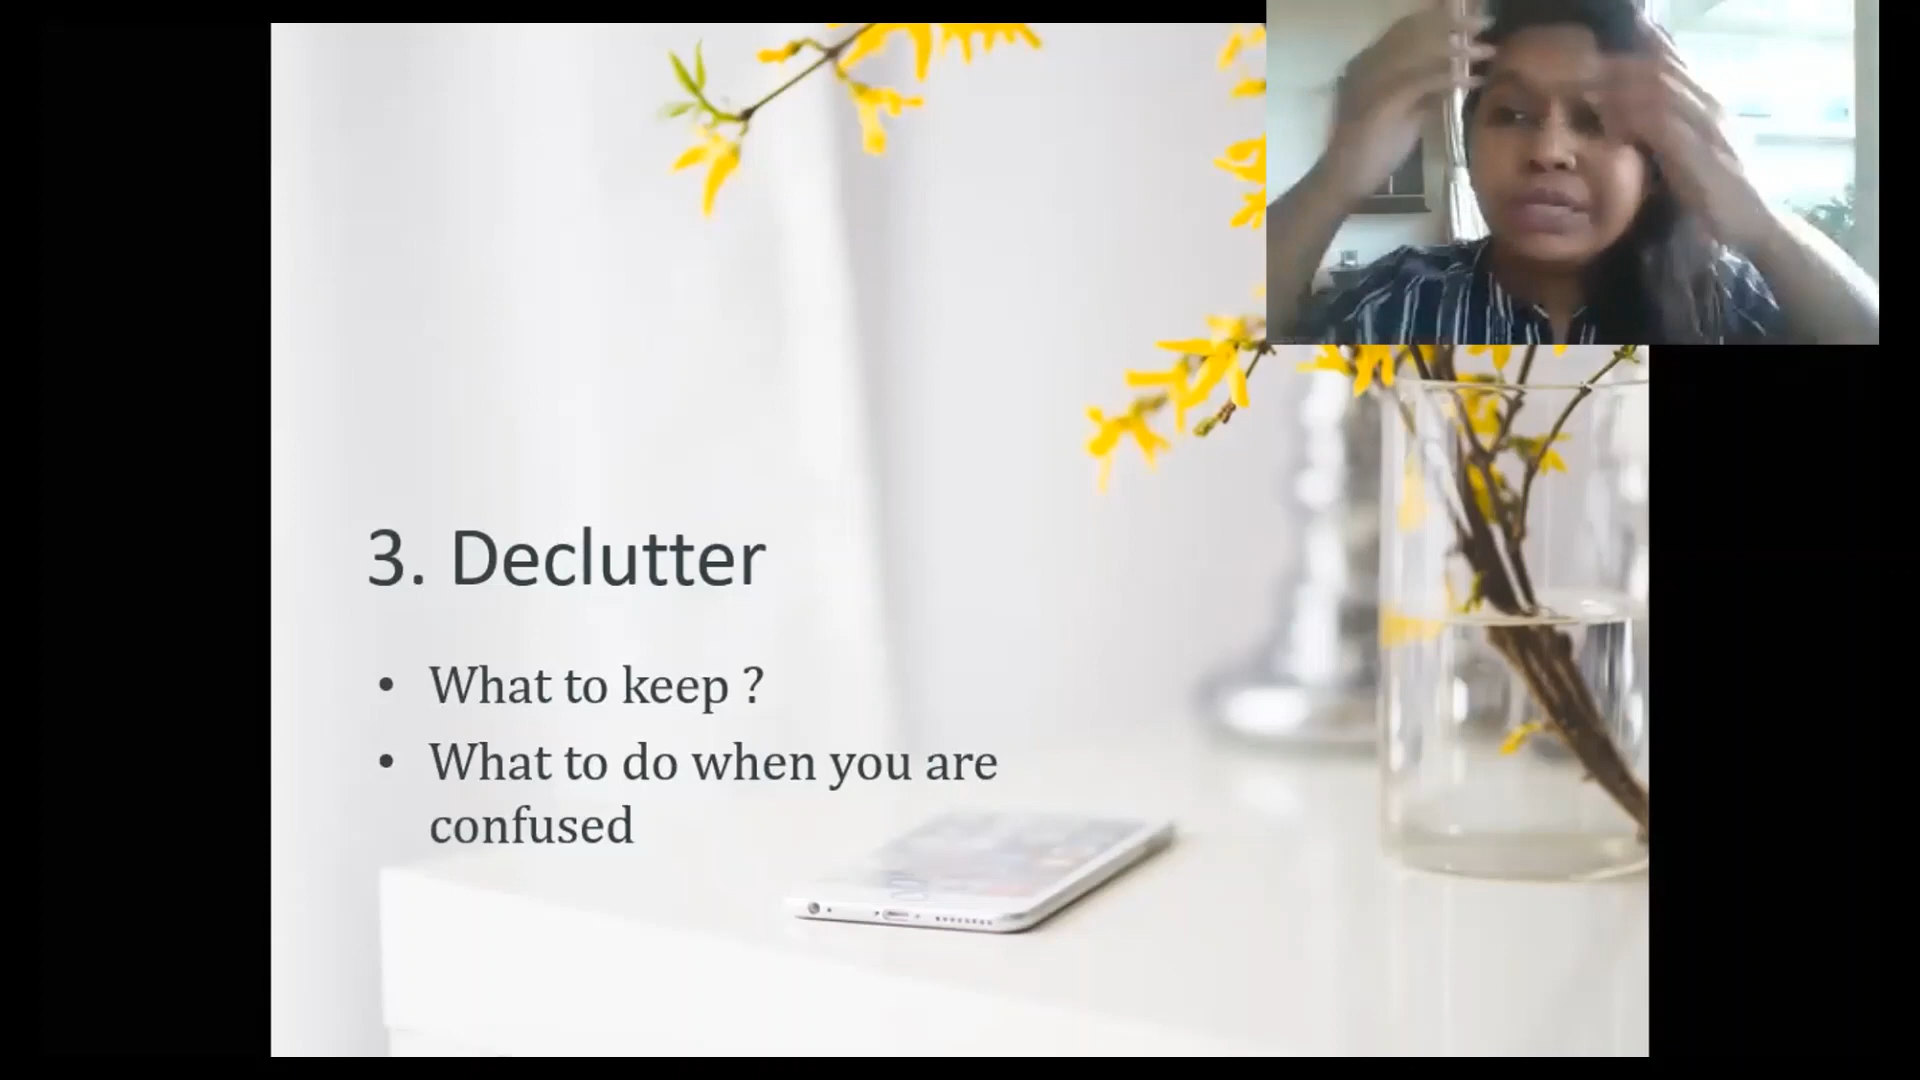 3. Declutter
• What to keep ?
• What to do when you are
confused